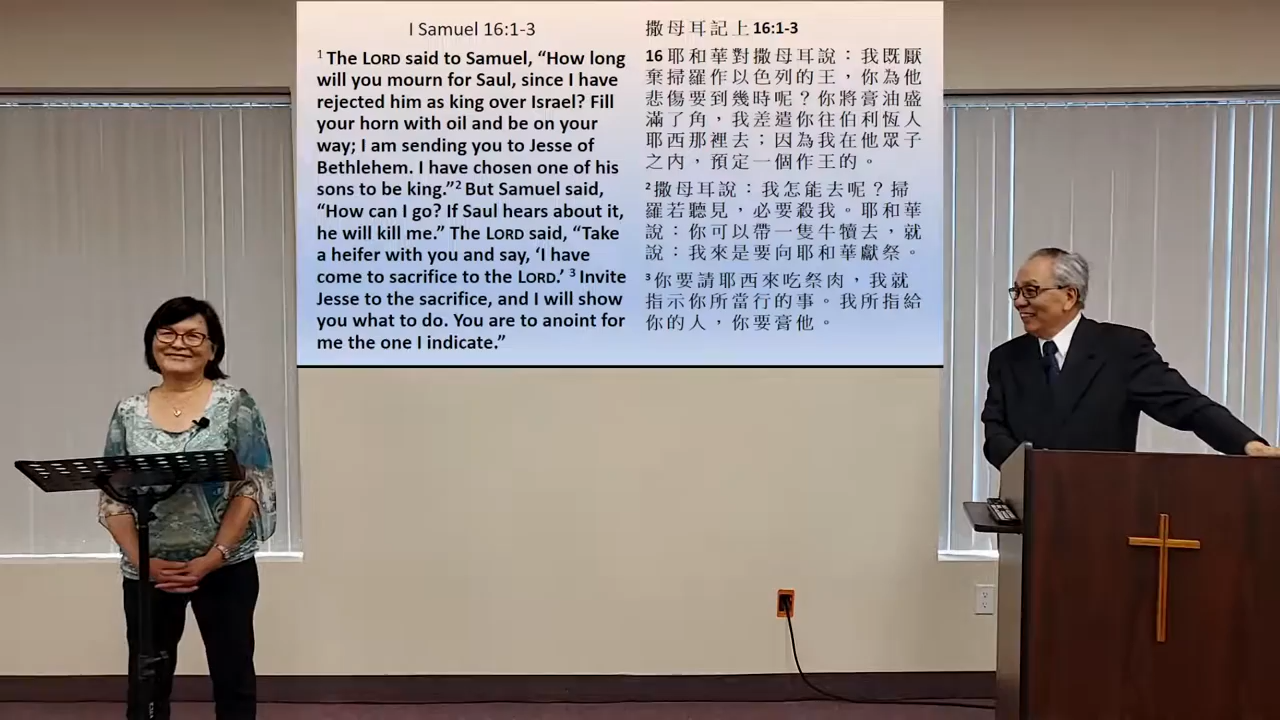 I Samuel 16:1-3
1 The LORD said to Samuel, “How long
will you mourn for Saul, since I have
rejected him as king over Israel? Fill
your horn with oil and be on your
way; I am sending you to Jesse of
Bethlehem. I have chosen one of his
sons to be king.”2 But Samuel said,
“How can I go? If Saul hears about it,
he will kill me.” The LORD said, “Take
a heifer with you and say, ‘I have
come to sacrifice to the LORD.’ 3 Invite
Jesse to the sacrifice, and I will show
you what to do. You are to anoint for
me the one I indicate.”
撒母耳記上 16:1-3
16 耶和華對撒母耳說：我既厭
棄掃羅作以色列的王，你為他
悲傷要到幾時呢？你將膏油盛
滿了角，我差遣你往伯利恆人
耶西那裡去；因為我在他眾子
之內，預定一個作王的。
2 撒母耳說：我怎能去呢？掃
羅若聽見，必要殺我。耶和華
說：你可以帶一隻牛犢去，就
說：我來是要向耶和華獻祭。
3 你要請耶西來吃祭肉，我就
指示你所當行的事。我所指給
你的人，你要膏他。